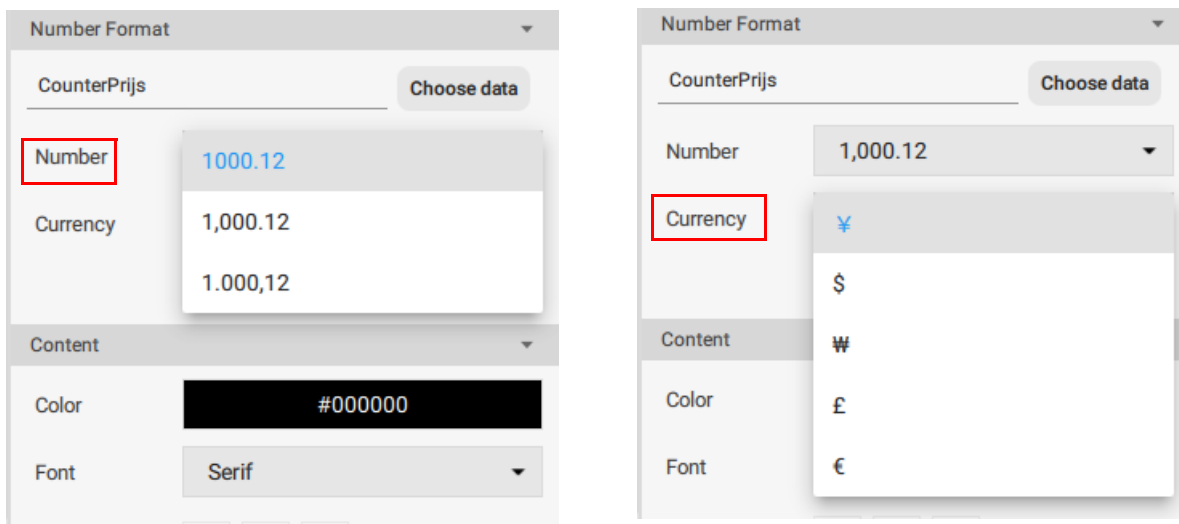 Number Format
CounterPrijs
Choose data
Number
1000.12
1,000.12
Currency
1.000,12
Content
Color
#000000
Font
Serif
Number Format
CounterPrijs
Choose data
Number
1,000.12
Currency
¥
$
₩
Content
Color
£
Font
€